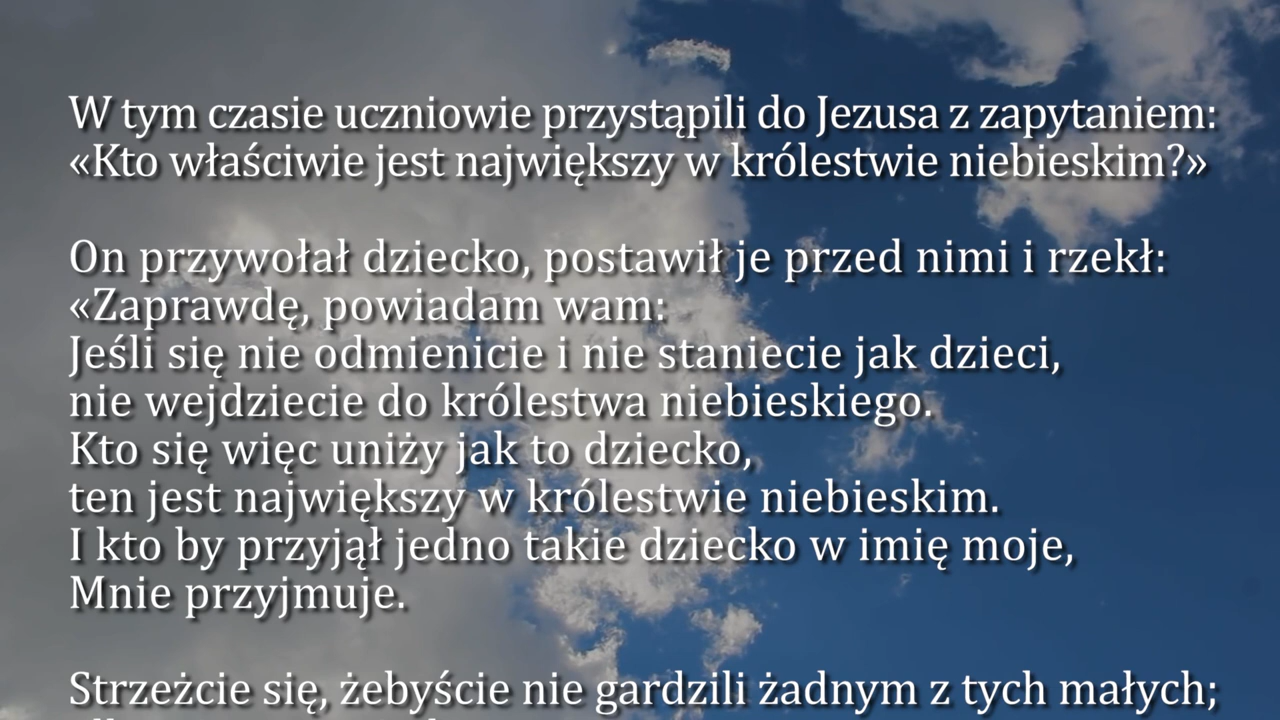 W tym czasie uczniowie przystąpili do Jezusa z zapytaniem:
«Kto właściwie jest największy w królestwie niebieskim?»
On przywołał dziecko, postawił je przed nimi i rzekł:
«Zaprawdę, powiadam wam:
Jeśli się nie odmienicie i nie staniecie jak dzieci,
nie wejdziecie do królestwa niebieskiego.
Kto się więc uniży jak to dziecko,
ten jest największy w królestwie niebieskim.
I kto by przyjął jedno takie dziecko w imię moje,
Mnie przyjmuje.
Strzeżcie się, żebyście nie gardzili żadnym z tych małych;